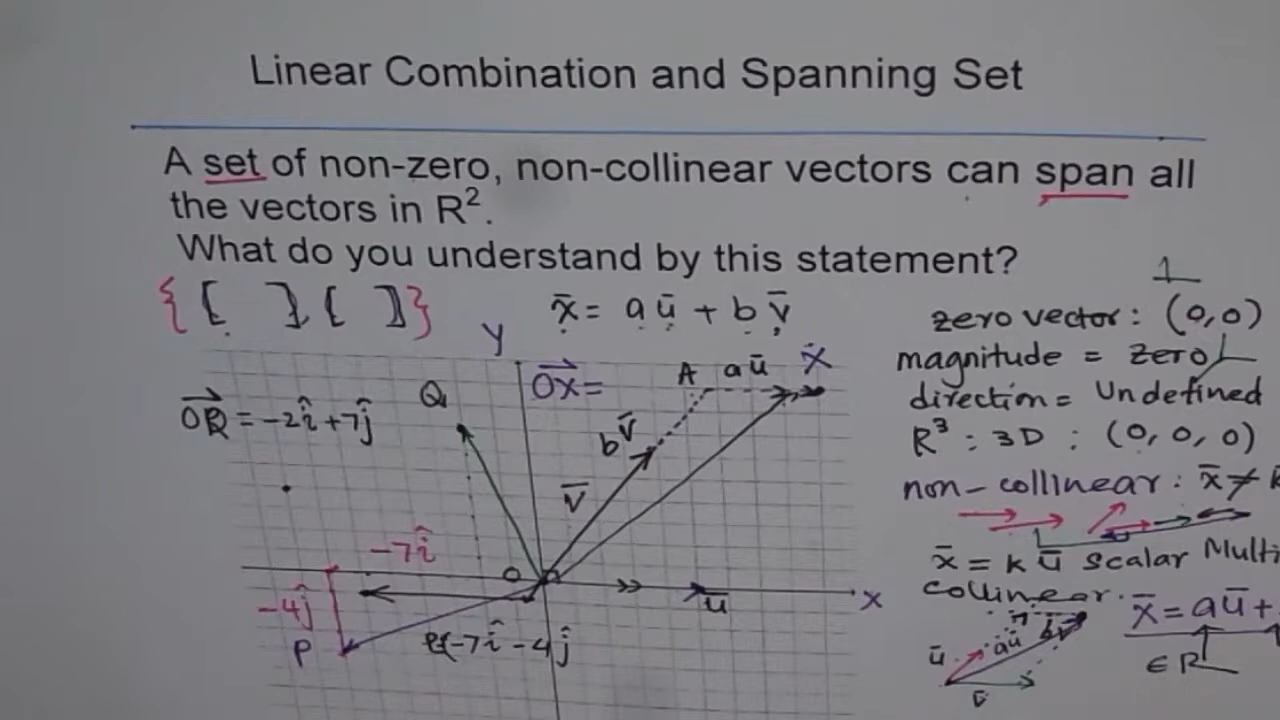 Linear Combination and Spanning Set
A set of non-zero, non-collinear vectors can span all
the vectors in R².
What do you understand by this statement?
{[ ], [ ]}
x̄ = a ū + b v̄
zero vector: (0,0)
magnitude = zero
direction = Undefined
R³ : 3D : (0, 0, 0)
non-collinear : x̄ ≠ k
x̄ = k ū Scalar Multi
collinear.
x̄ = aū +
∈ R
ū
aū
bv̄
Y
OX⃗ =
A
aū
X
Q
bv̄
v̄
= -2î + 7ĵ
-7î
-4ĵ
P
O
ū
X
-7î - 4ĵ